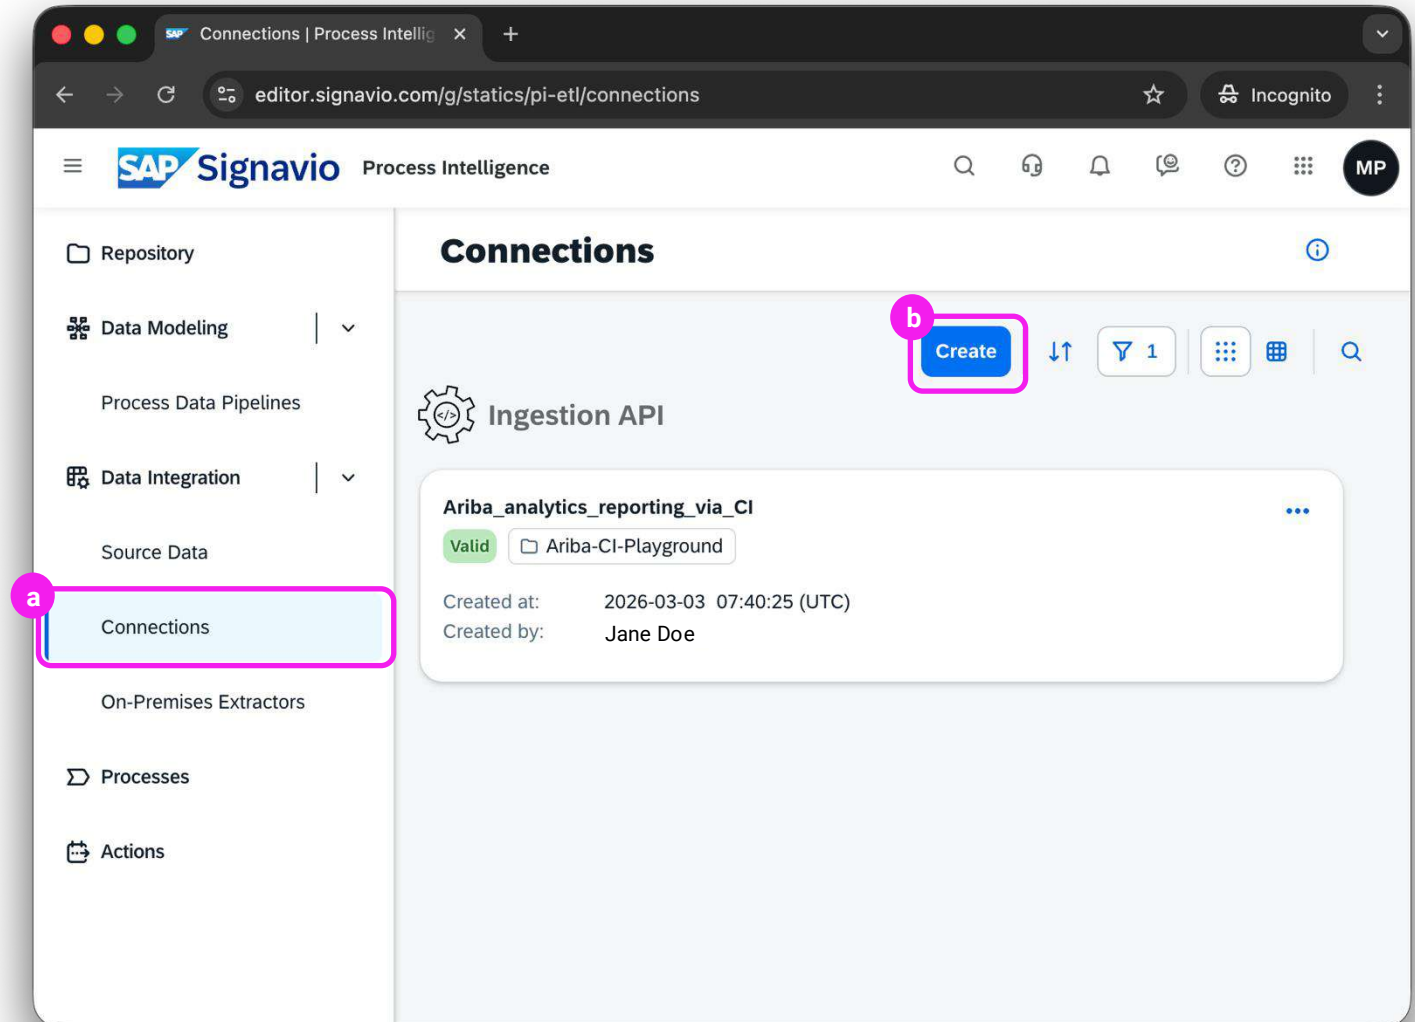 Connections | Process Intellig
editor.signavio.com/g/statics/pi-etl/connections
Incognito
SAP Signavio Process Intelligence
MP
Repository
Data Modeling
Process Data Pipelines
Data Integration
Source Data
a
Connections
On-Premises Extractors
Processes
Actions
Connections
b
Create
1
Ingestion API
Ariba_analytics_reporting_via_CI
Valid Ariba-CI-Playground
Created at: 2026-03-03 07:40:25 (UTC)
Created by: Jane Doe